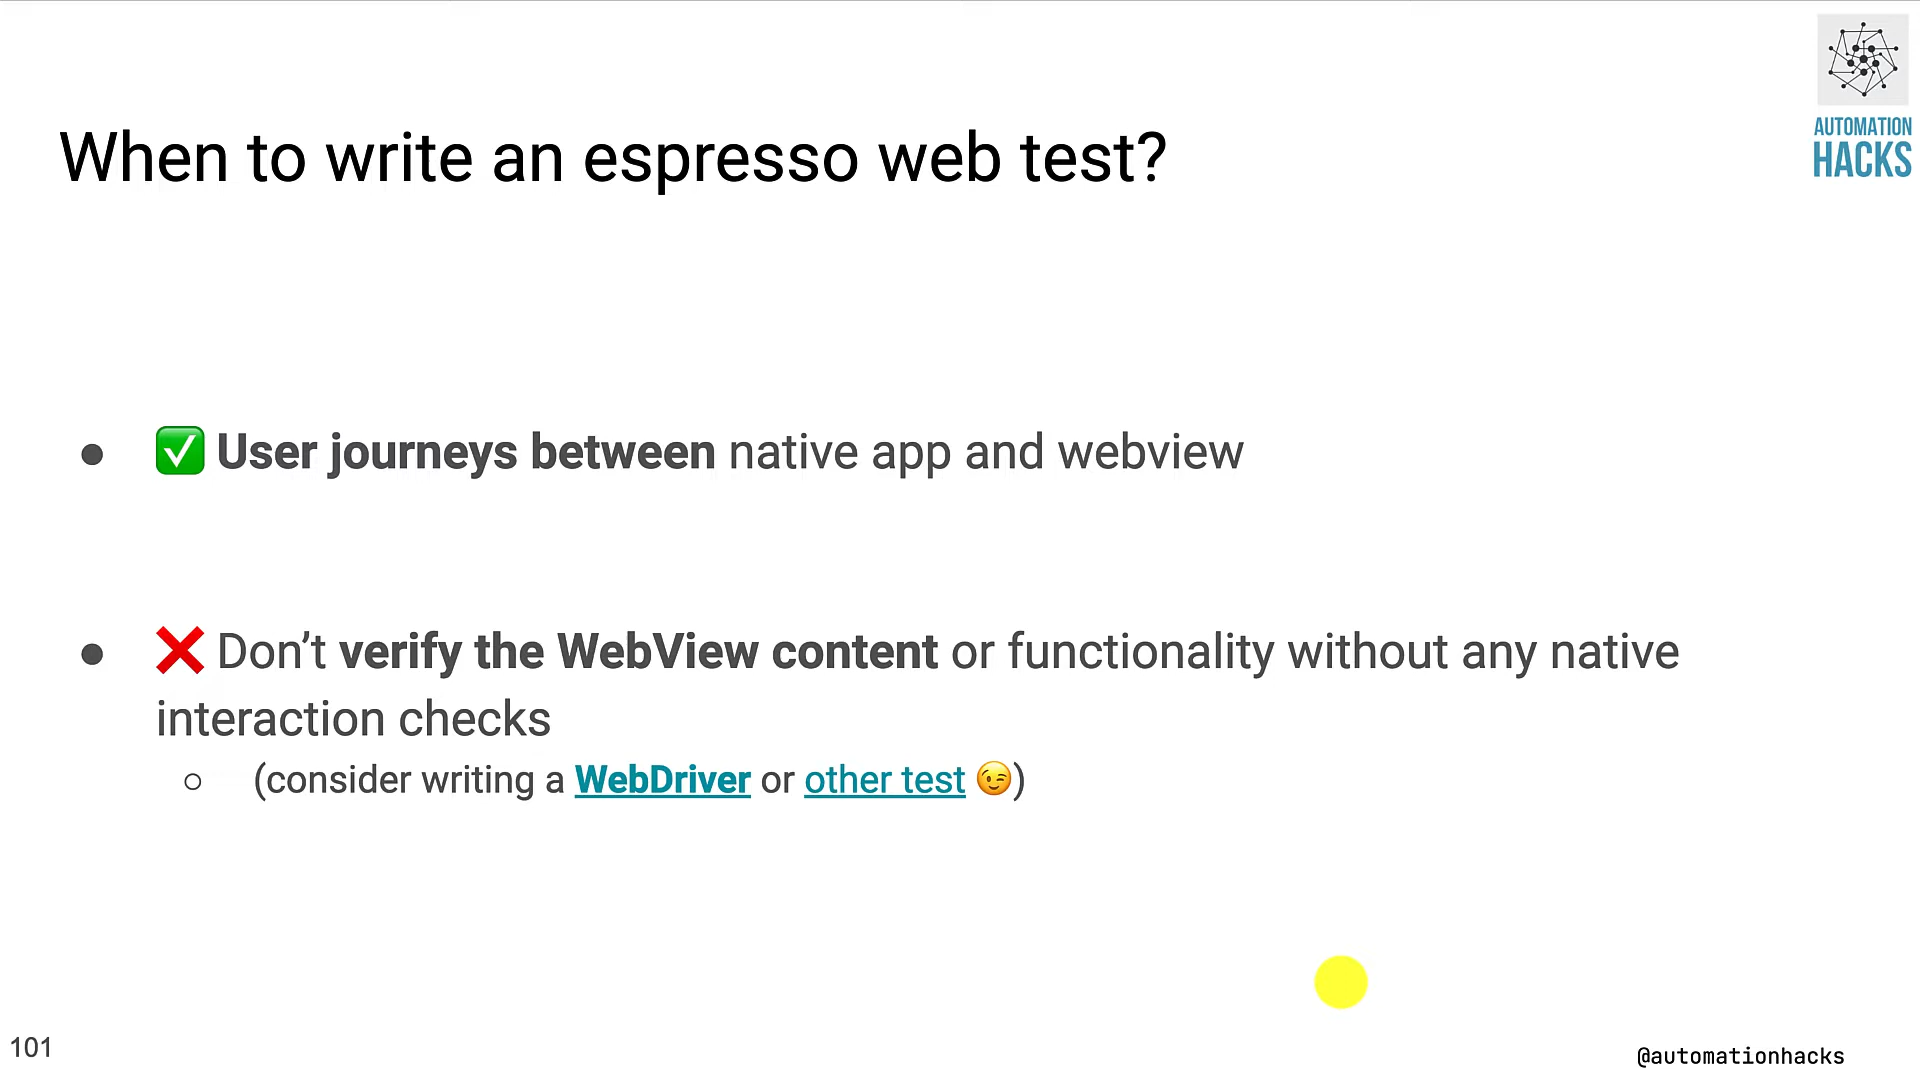 AUTOMATION
HACKS
When to write an espresso web test?
● ✅ User journeys between native app and webview
● ❌ Don’t verify the WebView content or functionality without any native
interaction checks
○ (consider writing a WebDriver or other test 😉)
101
@automationhacks